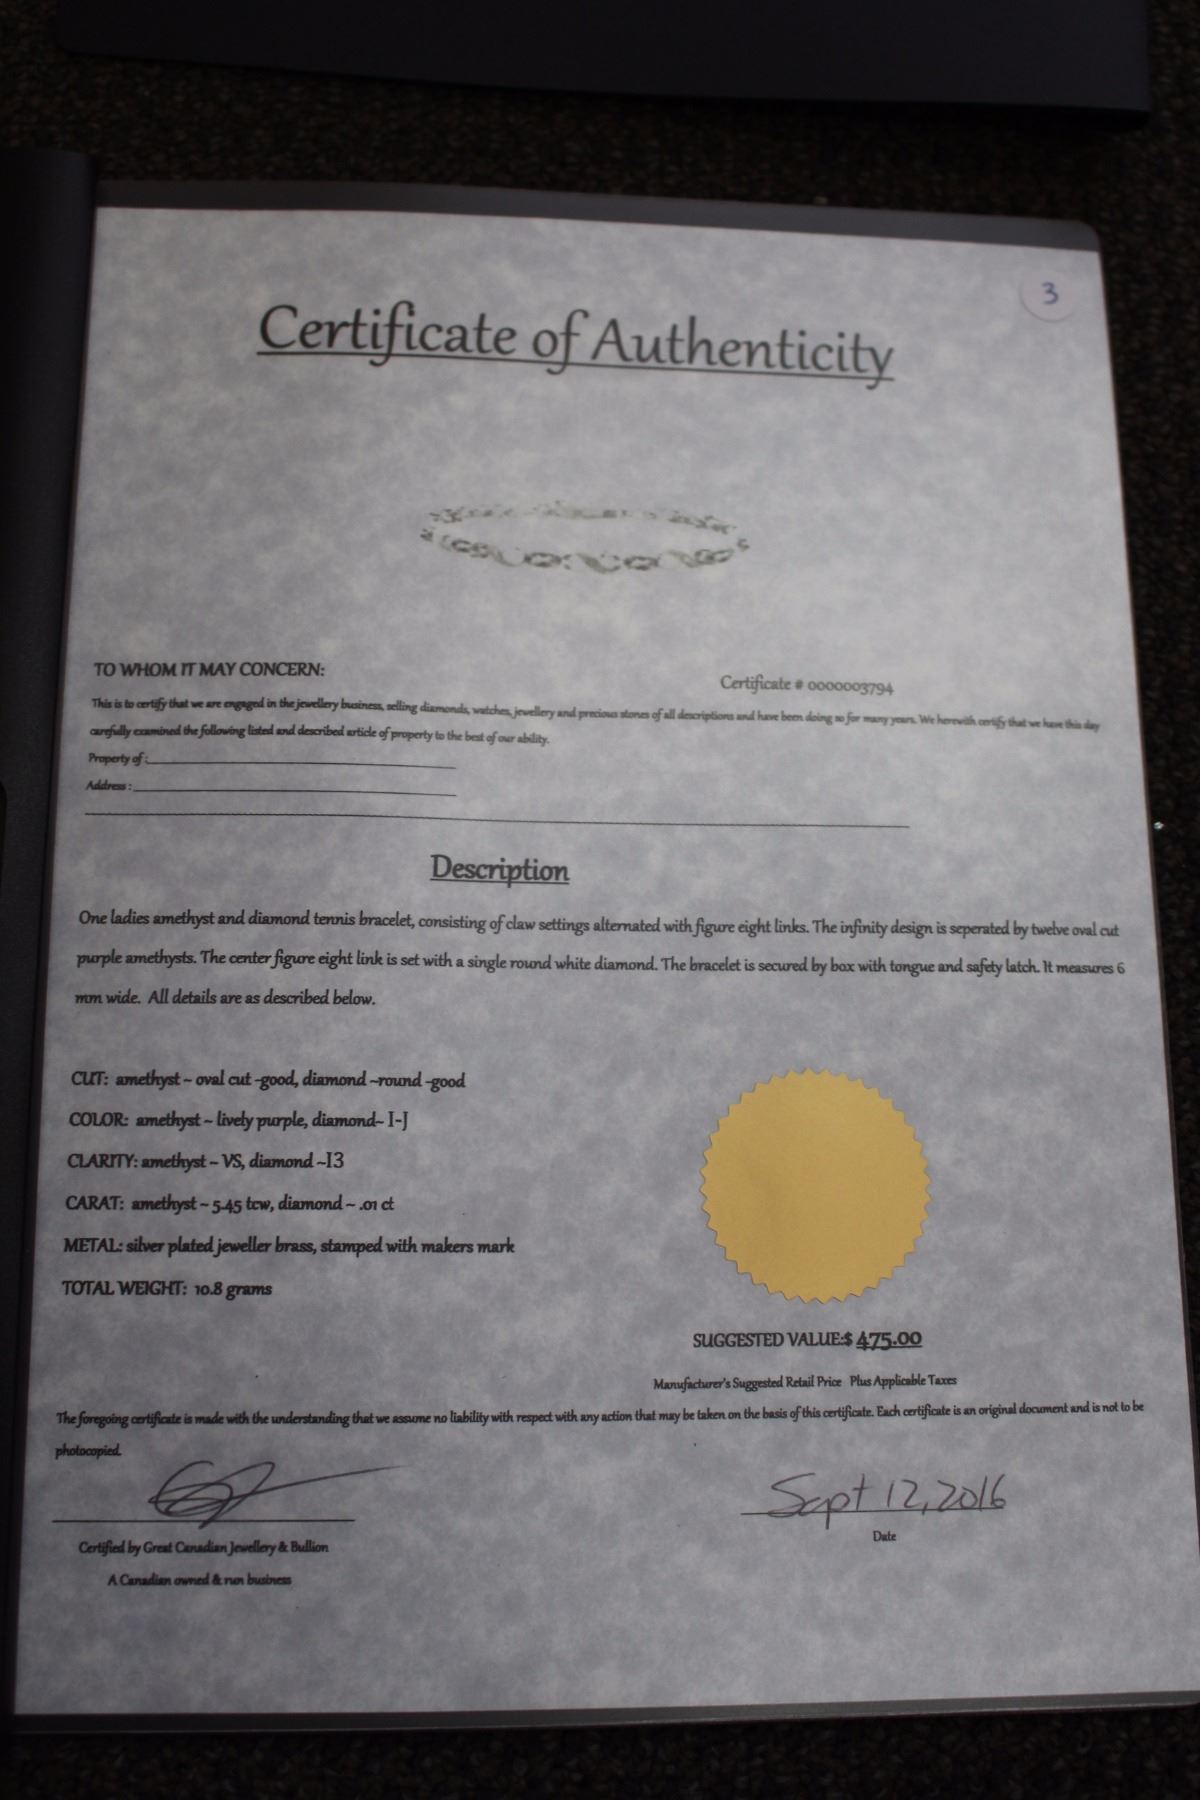 3
Certificate of Authenticity
TO WHOM IT MAY CONCERN:
Certificate # 0000003794
This is to certify that we are engaged in the jewellery business, selling diamonds, watches, jewellery and precious stones of all descriptions and have been doing so for many years. We herewith certify that we have this day
carefully examined the following listed and described article of property to the best of our ability.
Property of :
Address :
Description
One ladies amethyst and diamond tennis bracelet, consisting of claw settings alternated with figure eight links. The infinity design is seperated by twelve oval cut
purple amethysts. The center figure eight link is set with a single round white diamond. The bracelet is secured by box with tongue and safety latch. It measures 6
mm wide. All details are as described below.
CUT: amethyst ~ oval cut -good, diamond ~round -good
COLOR: amethyst ~ lively purple, diamond~ I-J
CLARITY: amethyst ~ VS, diamond ~I3
CARAT: amethyst ~ 5.45 tcw, diamond ~ .01 ct
METAL: silver plated jeweller brass, stamped with makers mark
TOTAL WEIGHT: 10.8 grams
SUGGESTED VALUE:$ 475.00
Manufacturer's Suggested Retail Price Plus Applicable Taxes
The foregoing certificate is made with the understanding that we assume no liability with respect with any action that may be taken on the basis of this certificate. Each certificate is an original document and is not to be
photocopied.
Sept 12, 2016
Date
Certified by Great Canadian Jewellery & Bullion
A Canadian owned & run business